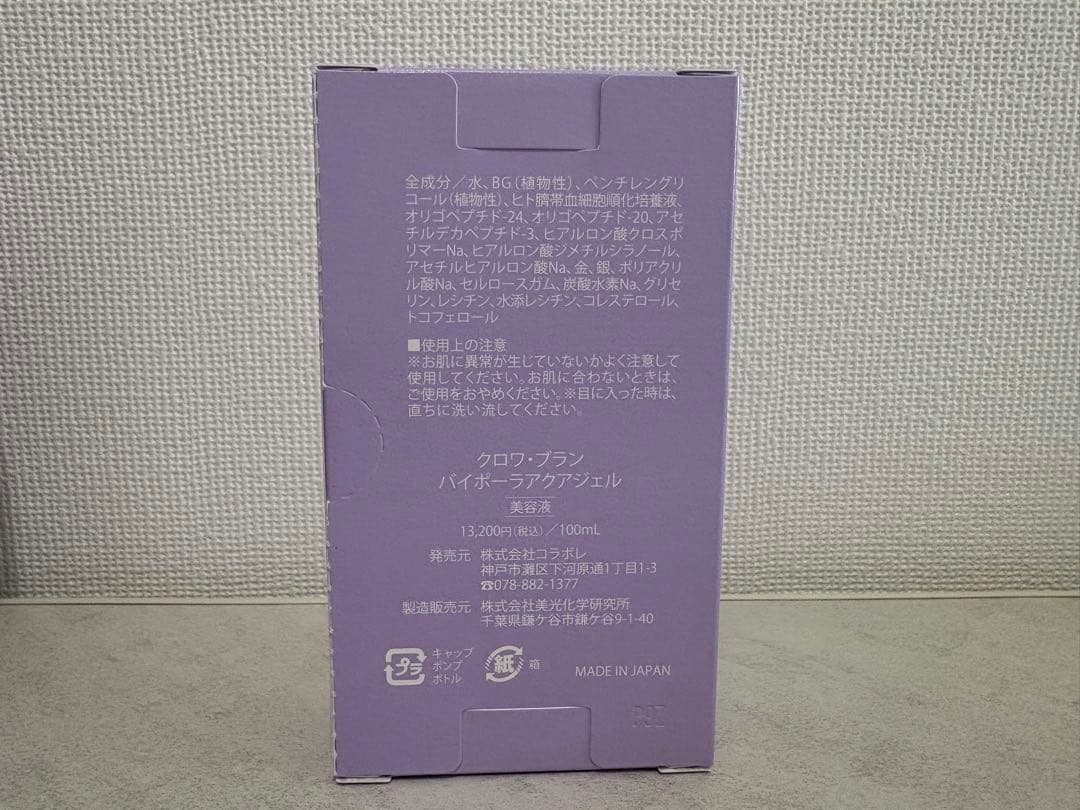 全成分／水、BG(植物性)、ペンチレングリ
コール(植物性)、ヒト臍帯血細胞順化培養液、
オリゴペプチド-24、オリゴペプチド-20、アセ
チルデカペプチド-3、ヒアルロン酸クロスポ
リマーNa、ヒアルロン酸ジメチルシラノール、
アセチルヒアルロン酸Na、金、銀、ポリアクリ
ル酸Na、セルロースガム、炭酸水素Na、グリセ
リン、レシチン、水添レシチン、コレステロール、
トコフェロール
■使用上の注意
※お肌に異常が生じていないかよく注意して
使用してください。お肌に合わないときは、
ご使用をおやめください。※目に入った時は、
直ちに洗い流してください。
クロワ・ブラン
バイポーラアクアジェル
美容液
13,200円(税込)／100mL
発売元 株式会社コラボレ
神戸市灘区下河原通1丁目1-3
☎078-882-1377
製造販売元 株式会社美光化学研究所
千葉県鎌ケ谷市鎌ケ谷9-1-40
プラ キャップ
ポンプ
ボトル
紙 箱
MADE IN JAPAN